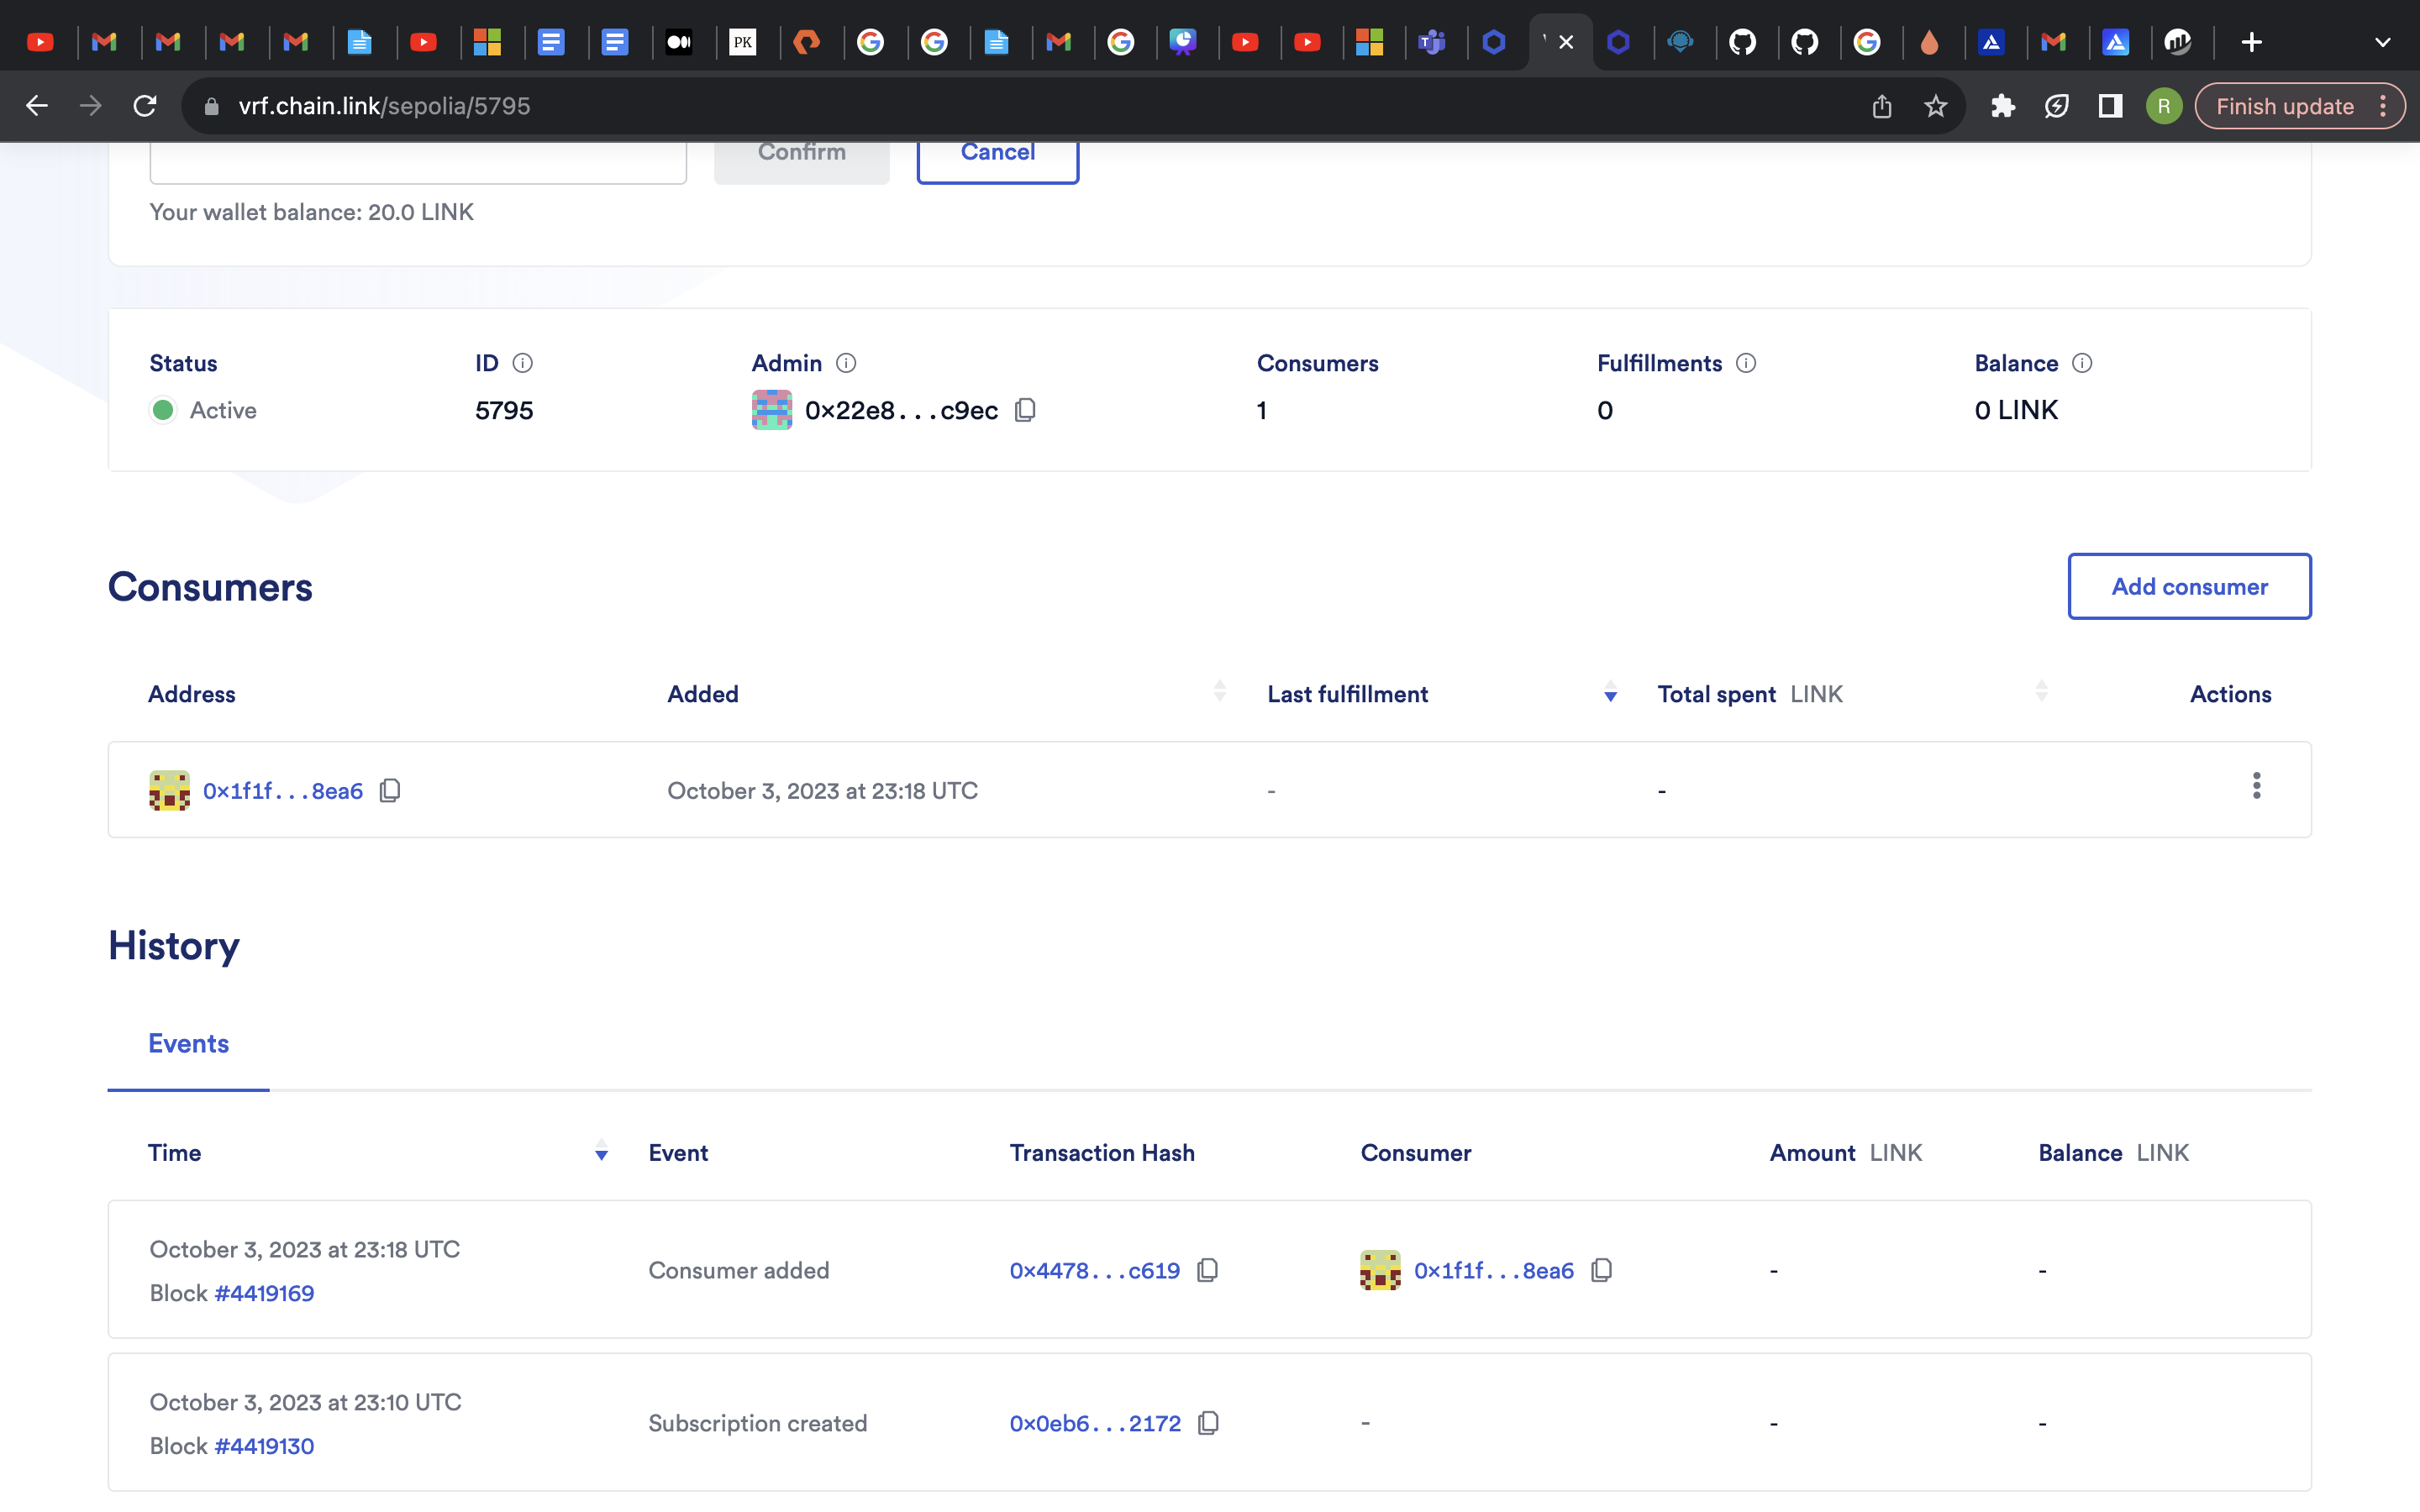 PK
vrf.chain.link/sepolia/5795
R
Finish update
Confirm
Cancel
Your wallet balance: 20.0 LINK
Status ID Admin Consumers Fulfillments Balance
Active 5795 0x22e8...c9ec 1 0 0 LINK
Consumers
Add consumer
Address Added Last fulfillment Total spent LINK Actions
0x1f1f...8ea6 October 3, 2023 at 23:18 UTC - -
History
Events
Time Event Transaction Hash Consumer Amount LINK Balance LINK
October 3, 2023 at 23:18 UTC
Block #4419169
Consumer added 0x4478...c619 0x1f1f...8ea6 - -
October 3, 2023 at 23:10 UTC
Block #4419130
Subscription created 0x0eb6...2172 - - -